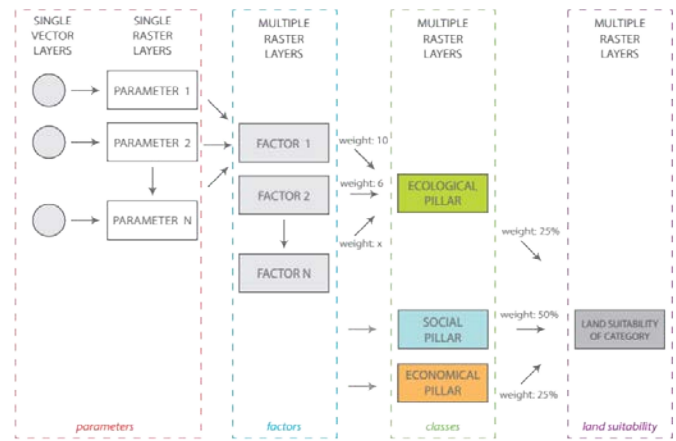 SINGLE
VECTOR
LAYERS
SINGLE
RASTER
LAYERS
MULTIPLE
RASTER
LAYERS
MULTIPLE
RASTER
LAYERS
MULTIPLE
RASTER
LAYERS
PARAMETER 1
PARAMETER 2
PARAMETER N
FACTOR 1
FACTOR 2
FACTOR N
weight: 10
weight: 6
weight: x
ECOLOGICAL
PILLAR
SOCIAL
PILLAR
ECONOMICAL
PILLAR
weight: 25%
weight: 50%
weight: 25%
LAND SUITABILITY
OF CATEGORY
parameters
factors
classes
land suitability